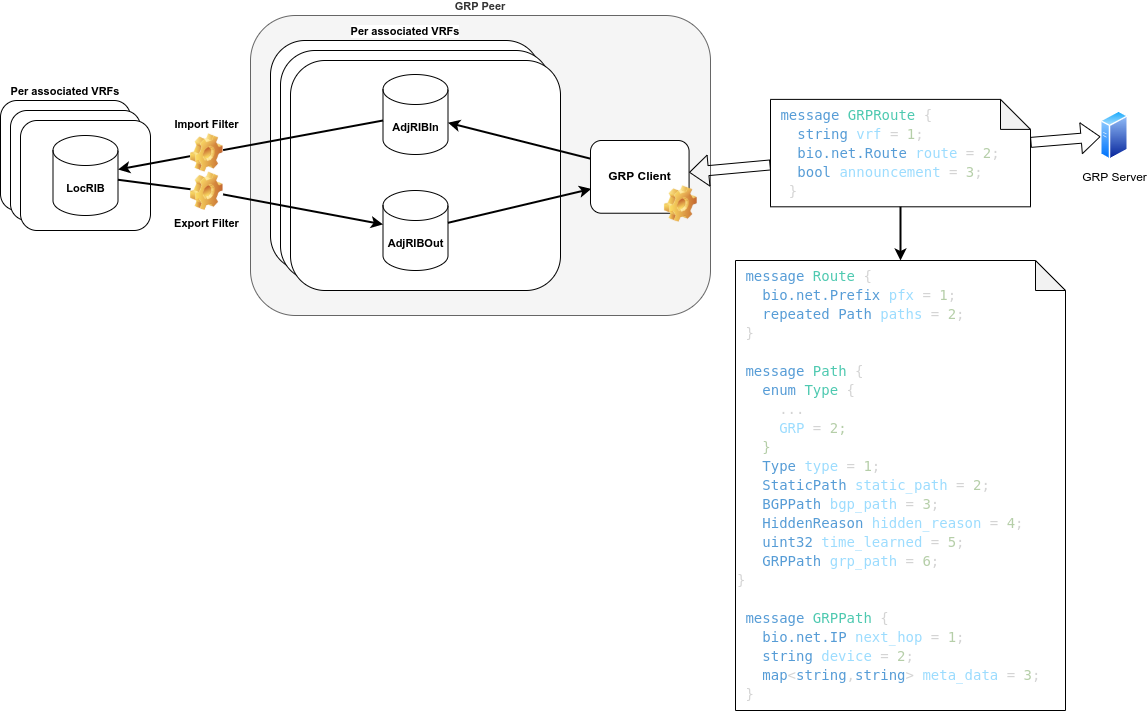 GRP Peer
Per associated VRFs
Per associated VRFs
Import Filter
AdjRIBIn
LocRIB
GRP Client
Export Filter
AdjRIBOut
message GRPRoute {
string vrf = 1;
bio.net.Route route = 2;
bool announcement = 3;
}
GRP Server
message Route {
bio.net.Prefix pfx = 1;
repeated Path paths = 2;
}
message Path {
enum Type {
...
GRP = 2;
}
Type type = 1;
StaticPath static_path = 2;
BGPPath bgp_path = 3;
HiddenReason hidden_reason = 4;
uint32 time_learned = 5;
GRPPath grp_path = 6;
}
message GRPPath {
bio.net.IP next_hop = 1;
string device = 2;
map<string,string> meta_data = 3;
}